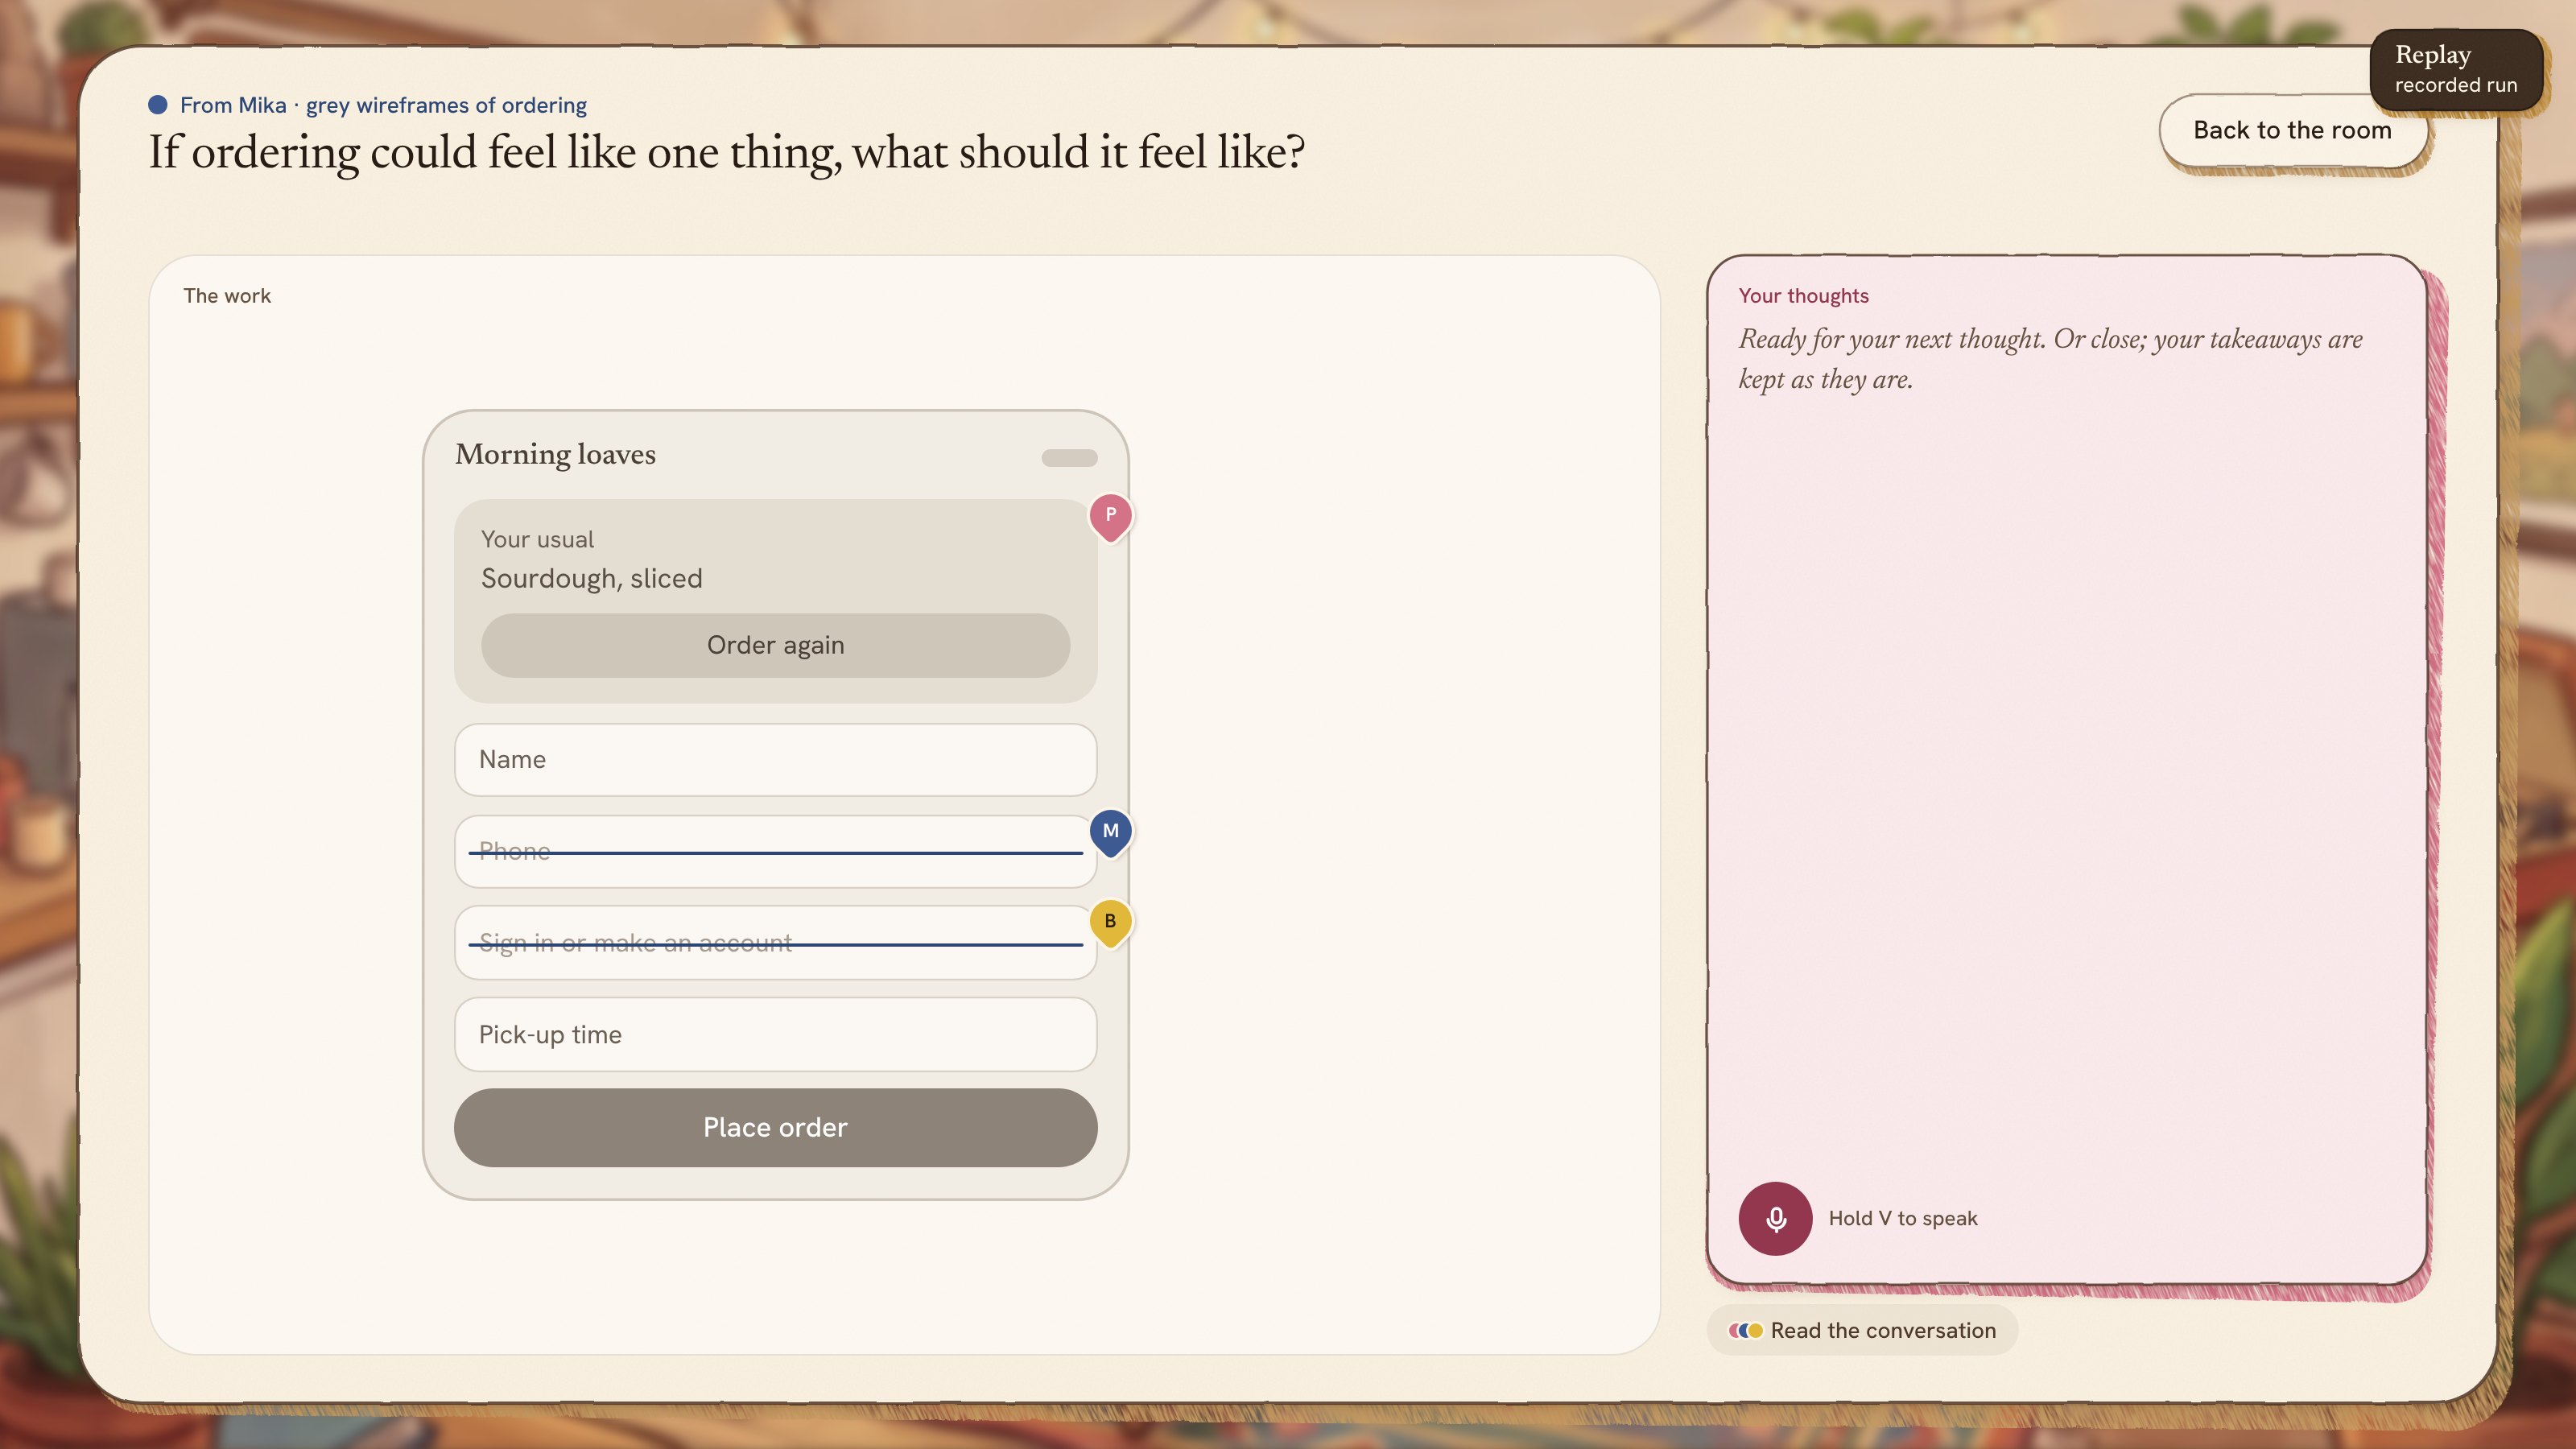 Replay
recorded run
From Mika · grey wireframes of ordering
If ordering could feel like one thing, what should it feel like?
Back to the room
The work
Morning loaves
P
Your usual
Sourdough, sliced
Order again
Name
M
Phone
B
Sign in or make an account
Pick-up time
Place order
Your thoughts
Ready for your next thought. Or close; your takeaways are
kept as they are.
Hold V to speak
Read the conversation